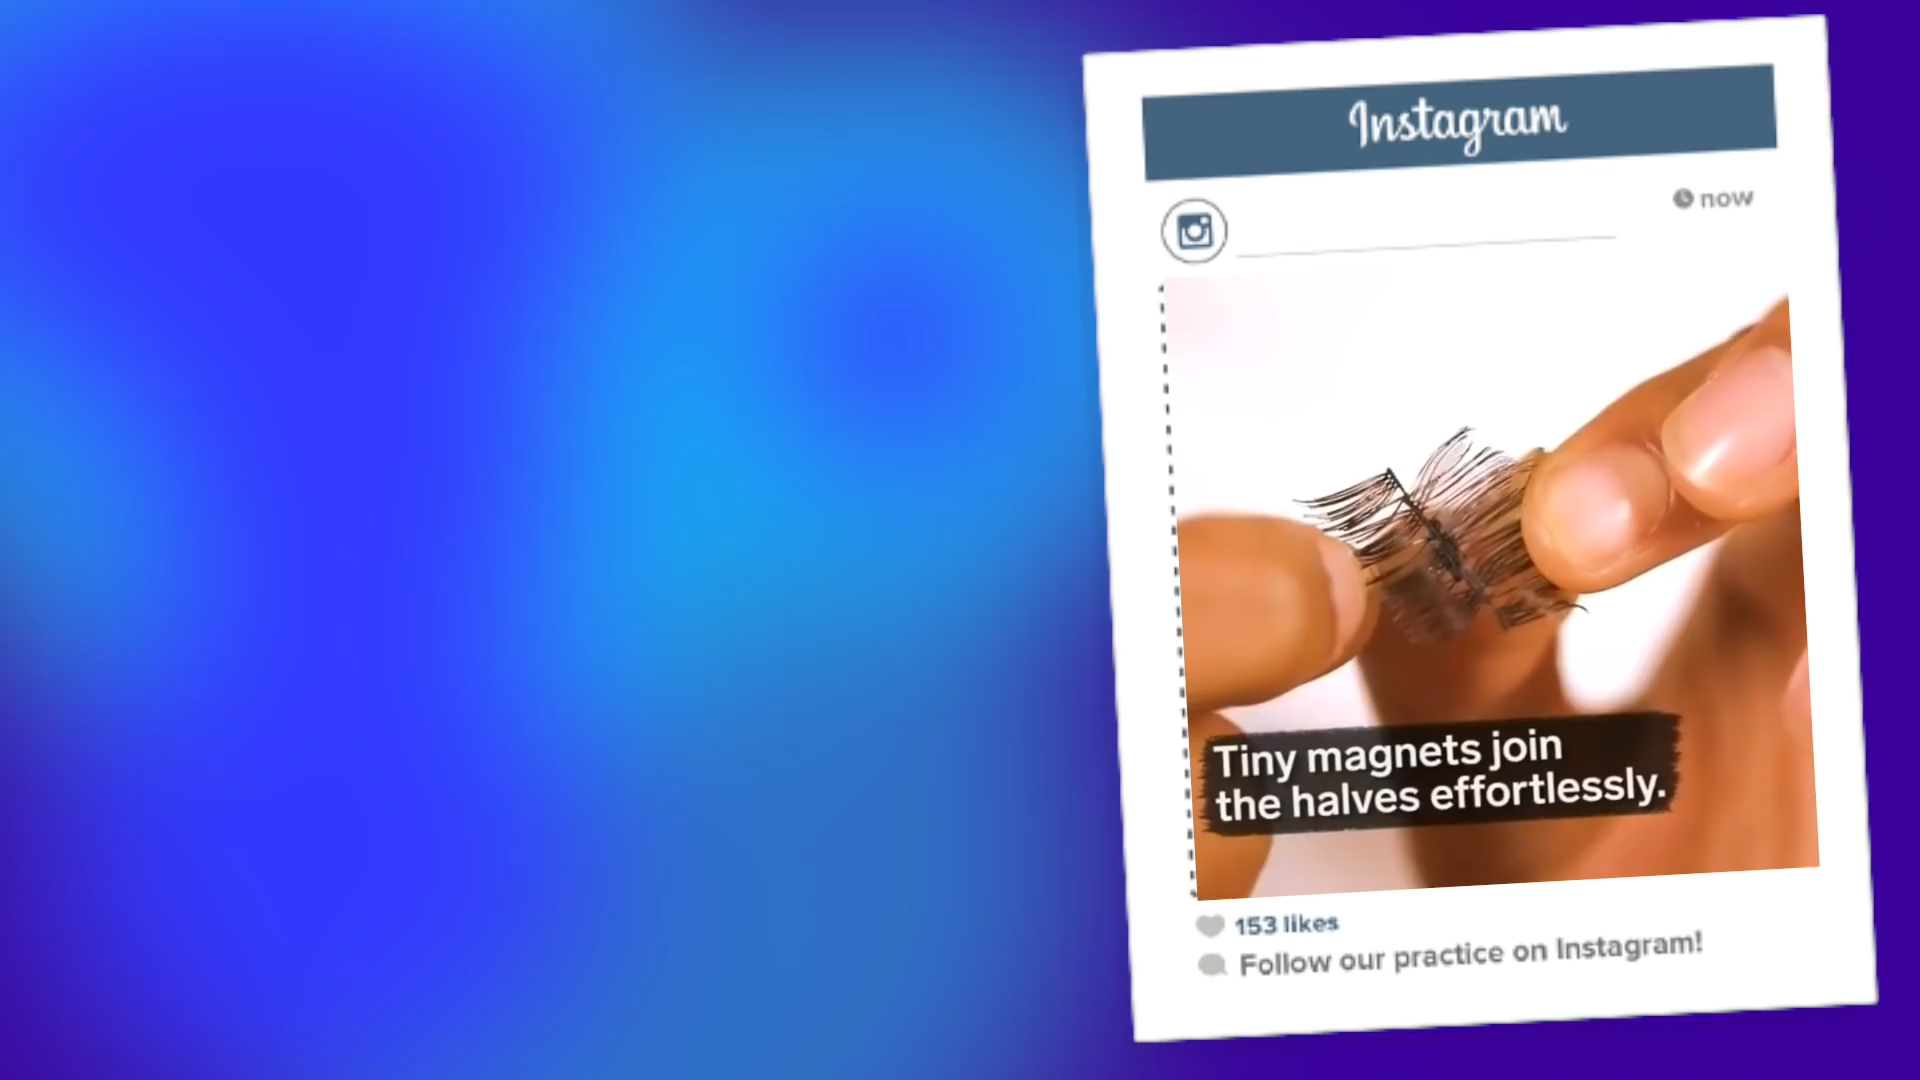 Instagram
now
Tiny magnets join
the halves effortlessly.
153 likes
Follow our practice on Instagram!